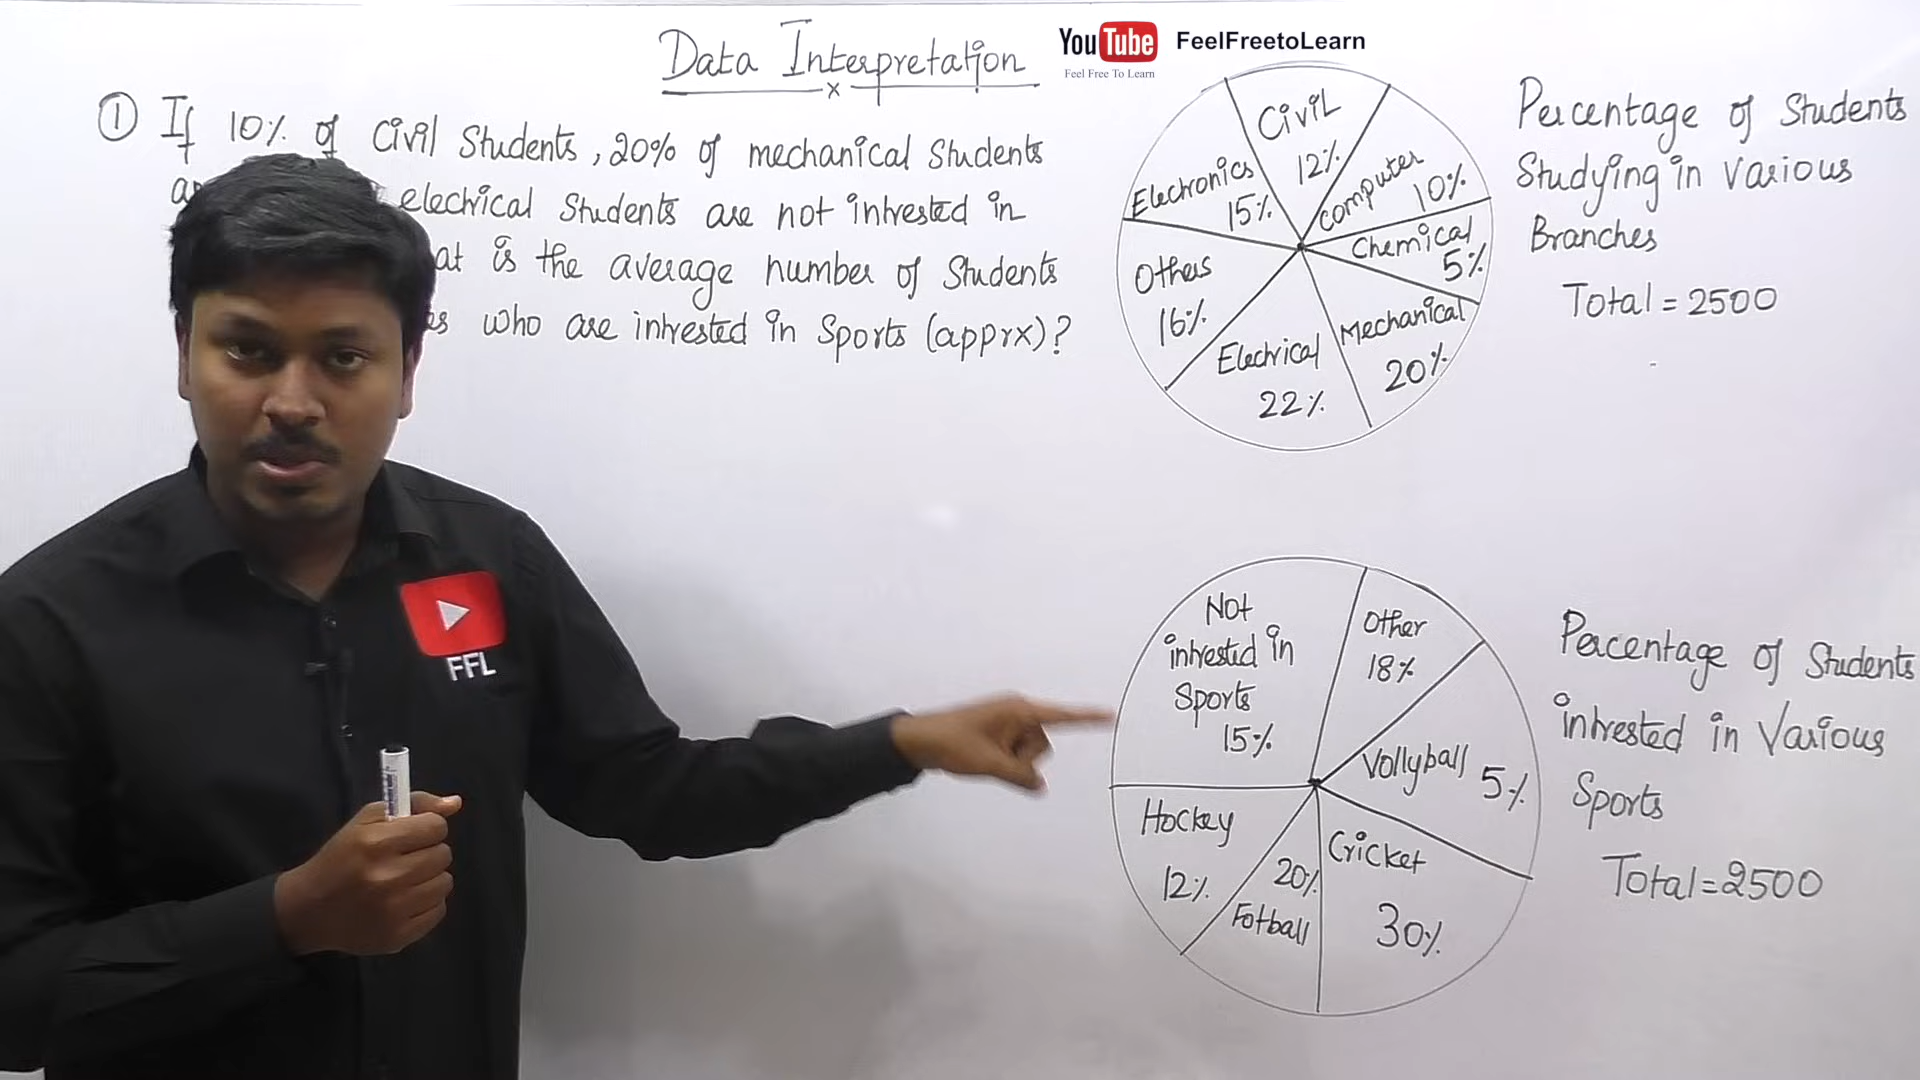 Data Interpretation
x
YouTube FeelFreetoLearn
Feel Free To Learn
① If 10% of Civil Students, 20% of mechanical Students
electrical Students are not intrested in
is the average number of Students
who are intrested in Sports (apprx)?
Civil
12%
Computer
10%
Chemical
5%
Mechanical
20%
Electrical
22%
Others
16%
Electronics
15%
Percentage of Students
Studying in Various
Branches
Total = 2500
Not
intrested in
Sports
15%
Other
18%
Vollyball 5%
Cricket
30%
20%
Fotball
Hockey
12%
Percentage of Students
intrested in Various
Sports
Total = 2500
FFL